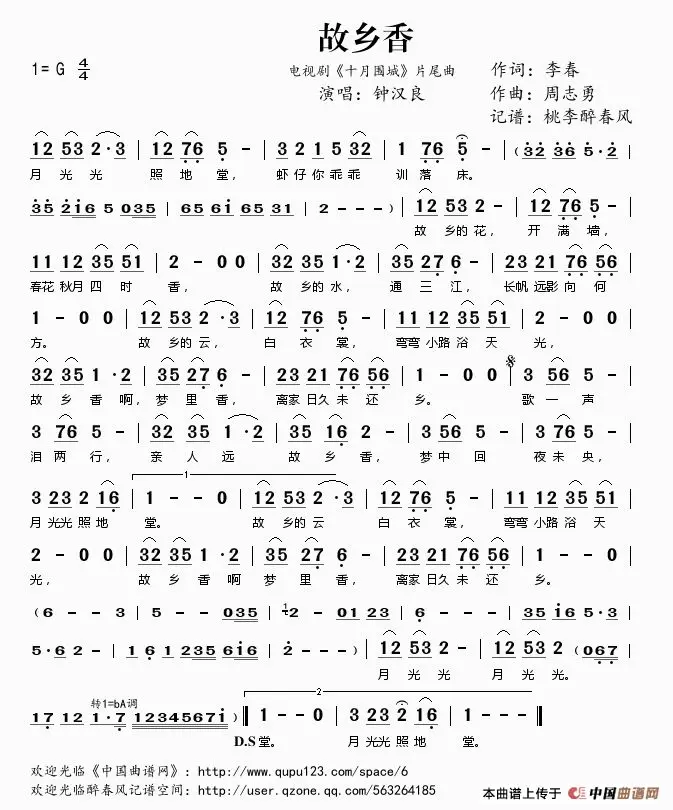 故乡香
1= G 4/4
电视剧《十月围城》片尾曲
演唱：钟汉良
作词：李春
作曲：周志勇
记谱：桃李醉春风
12 53 2·3 | 12 76 5 - | 3 2 1 5 32 | 1 76 5 - | (32 36 5·2 |
月光光 照地堂， 虾仔你乖乖 训落床。
35 2i6 5 035 | 65 6i 65 31 | 2 - - -) | 12 53 2 - | 12 76 5 - |
故乡的花， 开满墙，
11 12 35 51 | 2 - 0 0 | 32 35 1·2 | 35 27 6 - | 23 21 76 56 |
春花秋月四时香， 故乡的水， 通三江， 长帆远影向何
1 - 0 0 | 12 53 2·3 | 12 76 5 - | 11 12 35 51 | 2 - 0 0 |
方。 故乡的云， 白衣裳， 弯弯小路浴天光，
32 35 1·2 | 35 27 6 - | 23 21 76 56 | 1 - 0 0 | 3 56 5 - |
故乡香啊，梦里香， 离家日久未还乡。 歌一声
3 76 5 - | 32 35 1·2 | 35 16 2 - | 3 56 5 - | 3 76 5 - |
泪两行， 亲人远 故乡香， 梦中回 夜未央，
1
3 23 2 16 | 1 - - 0 | 12 53 2·3 | 12 76 5 - | 11 12 35 51 |
月光光照地 堂。 故乡的云 白衣裳， 弯弯小路浴天
2 - 0 0 | 32 35 1·2 | 35 27 6 - | 23 21 76 56 | 1 - - 0 |
光， 故乡香啊 梦里香， 离家日久未还乡。
(6 - - 3 | 5 - - 035 | 12 - 01 23 | 6 - - - | 35 i6 5·3 |
5·6 2 - | 1 61 235 6i6 | 2 - - -) | 12 53 2 - | 12 53 2 - (067 |
月光光 月光光。
转1=bA调
2
17 12 1·7 1234567i) | 1 - - 0 | 3 23 2 16 | 1 - - 0 ‖
D.S堂。 月光光照地 堂。
欢迎光临《中国曲谱网》：http://www.qupu123.com/space/6
欢迎光临醉春风记谱空间：http://user.qzone.qq.com/563264185
本曲谱上传于 中国曲谱网